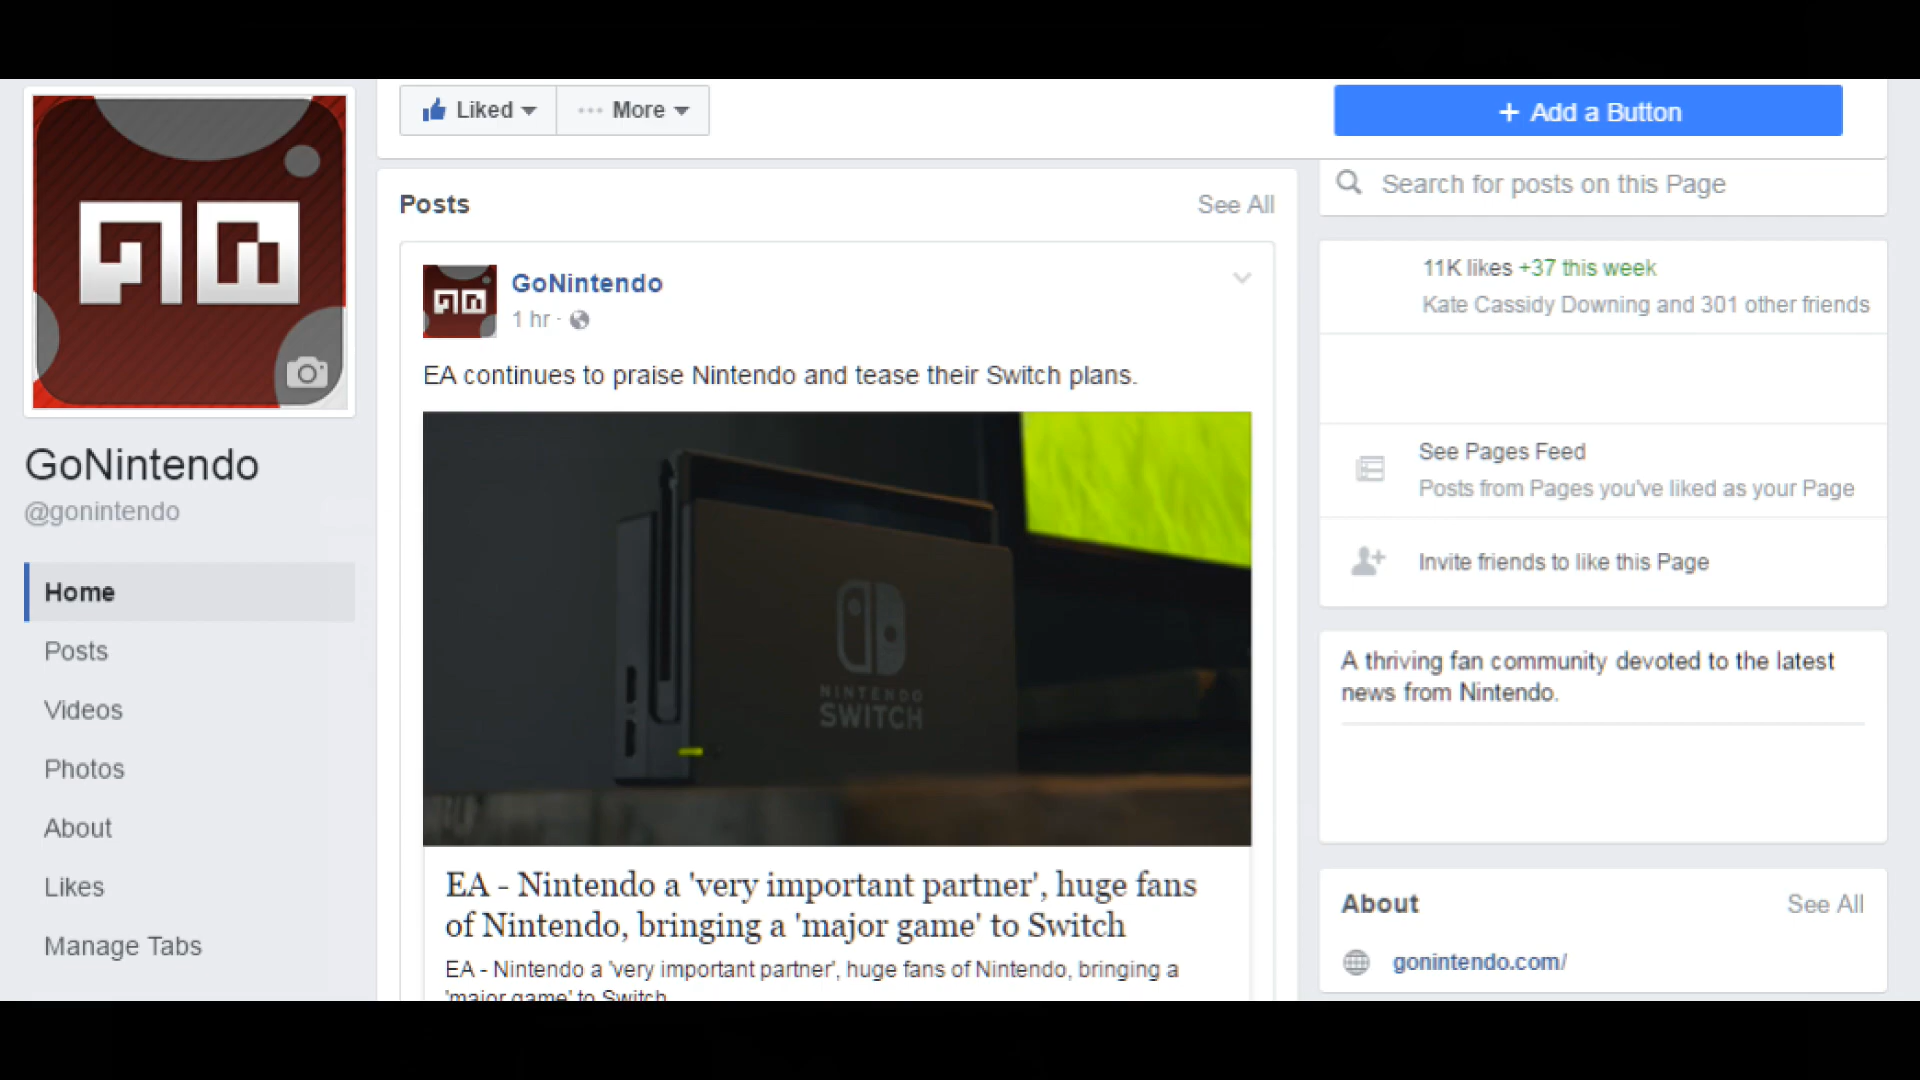 Liked
More
+ Add a Button
GoNintendo
@gonintendo
Home
Posts
Videos
Photos
About
Likes
Manage Tabs
Posts
See All
GoNintendo
1 hr ·
EA continues to praise Nintendo and tease their Switch plans.
NINTENDO
SWITCH
EA - Nintendo a 'very important partner', huge fans
of Nintendo, bringing a 'major game' to Switch
EA - Nintendo a 'very important partner', huge fans of Nintendo, bringing a
'major game' to Switch
Search for posts on this Page
11K likes +37 this week
Kate Cassidy Downing and 301 other friends
See Pages Feed
Posts from Pages you've liked as your Page
Invite friends to like this Page
A thriving fan community devoted to the latest
news from Nintendo.
About
See All
gonintendo.com/